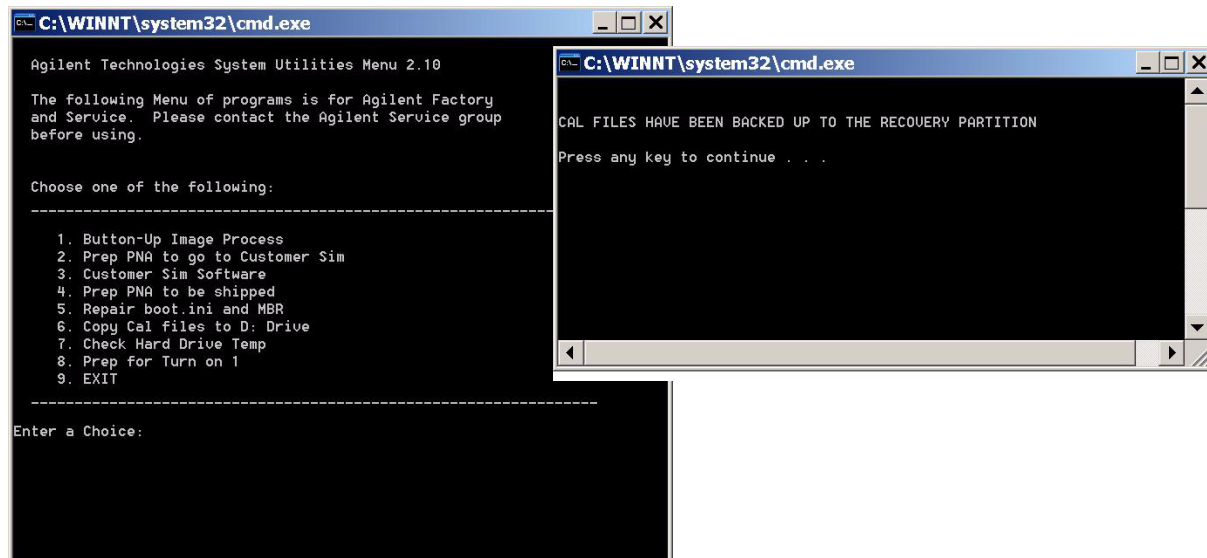 C:\WINNT\system32\cmd.exe
Agilent Technologies System Utilities Menu 2.10
The following Menu of programs is for Agilent Factory
and Service.  Please contact the Agilent Service group
before using.
Choose one of the following:
1. Button-Up Image Process
2. Prep PNA to go to Customer Sim
3. Customer Sim Software
4. Prep PNA to be shipped
5. Repair boot.ini and MBR
6. Copy Cal files to D: Drive
7. Check Hard Drive Temp
8. Prep for Turn on 1
9. EXIT
Enter a Choice:
C:\WINNT\system32\cmd.exe
CAL FILES HAVE BEEN BACKED UP TO THE RECOVERY PARTITION
Press any key to continue . . .